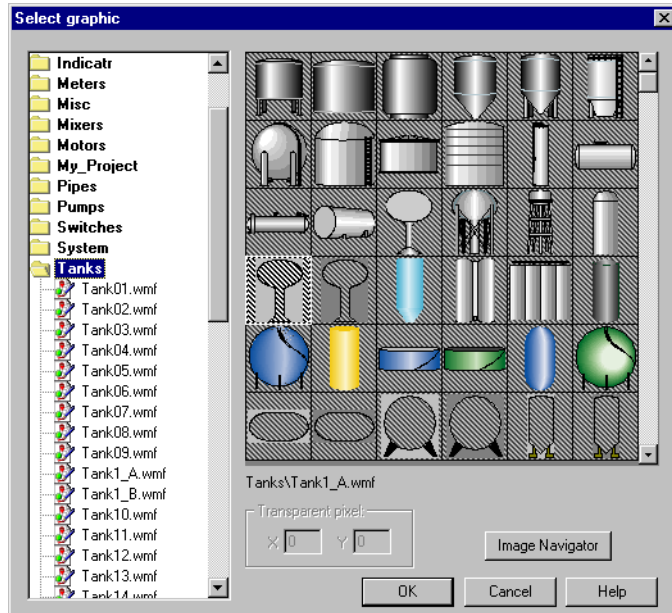 Select graphic
Indicatr
Meters
Misc
Mixers
Motors
My_Project
Pipes
Pumps
Switches
System
Tanks
Tank01.wmf
Tank02.wmf
Tank03.wmf
Tank04.wmf
Tank05.wmf
Tank06.wmf
Tank07.wmf
Tank08.wmf
Tank09.wmf
Tank1_A.wmf
Tank1_B.wmf
Tank10.wmf
Tank11.wmf
Tank12.wmf
Tank13.wmf
Tank14.wmf
Tanks\Tank1_A.wmf
Transparent pixel:
X 0 Y 0
Image Navigator
OK Cancel Help